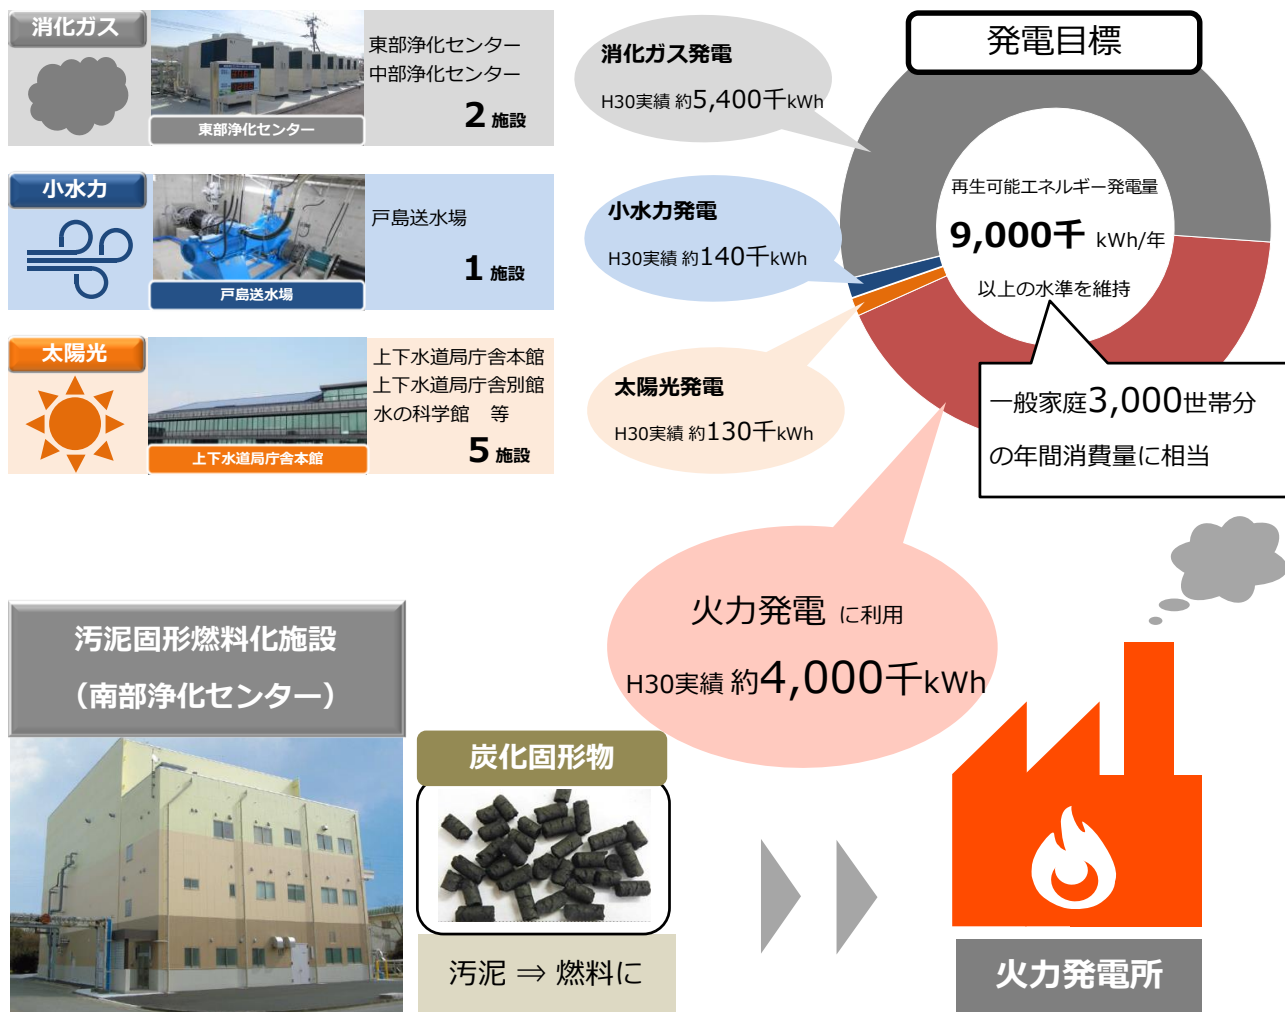 消化ガス
東部浄化センター
東部浄化センター
中部浄化センター
2 施設
小水力
戸島送水場
戸島送水場
1 施設
太陽光
上下水道局庁舎本館
上下水道局庁舎本館
上下水道局庁舎別館
水の科学館　等
5 施設
消化ガス発電
H30実績 約5,400千kWh
小水力発電
H30実績 約140千kWh
太陽光発電
H30実績 約130千kWh
発電目標
再生可能エネルギー発電量
9,000千 kWh/年
以上の水準を維持
一般家庭3,000世帯分
の年間消費量に相当
火力発電 に利用
H30実績 約4,000千kWh
汚泥固形燃料化施設
（南部浄化センター）
炭化固形物
汚泥 ⇒ 燃料に
火力発電所